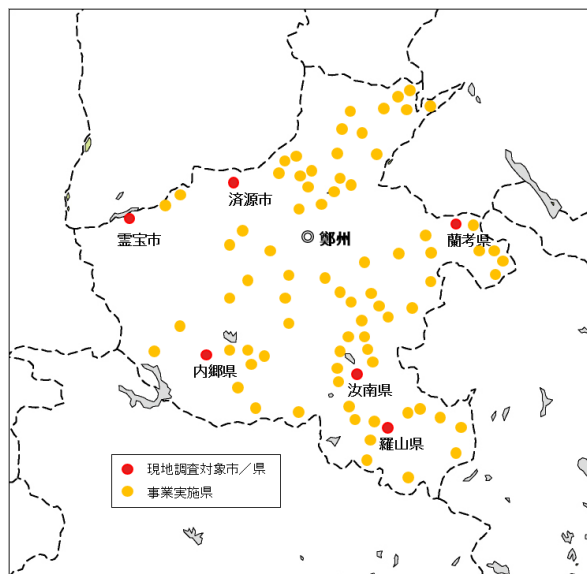 済源市
霊宝市
鄭州
蘭考県
内郷県
汝南県
羅山県
現地調査対象市／県
事業実施県